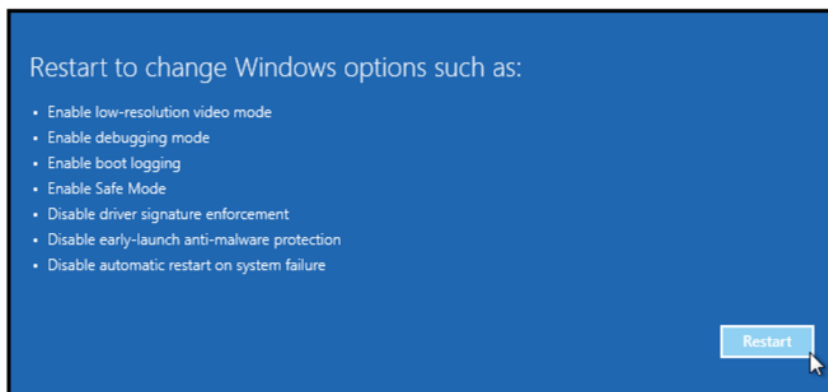 Restart to change Windows options such as:
• Enable low-resolution video mode
• Enable debugging mode
• Enable boot logging
• Enable Safe Mode
• Disable driver signature enforcement
• Disable early-launch anti-malware protection
• Disable automatic restart on system failure
Restart